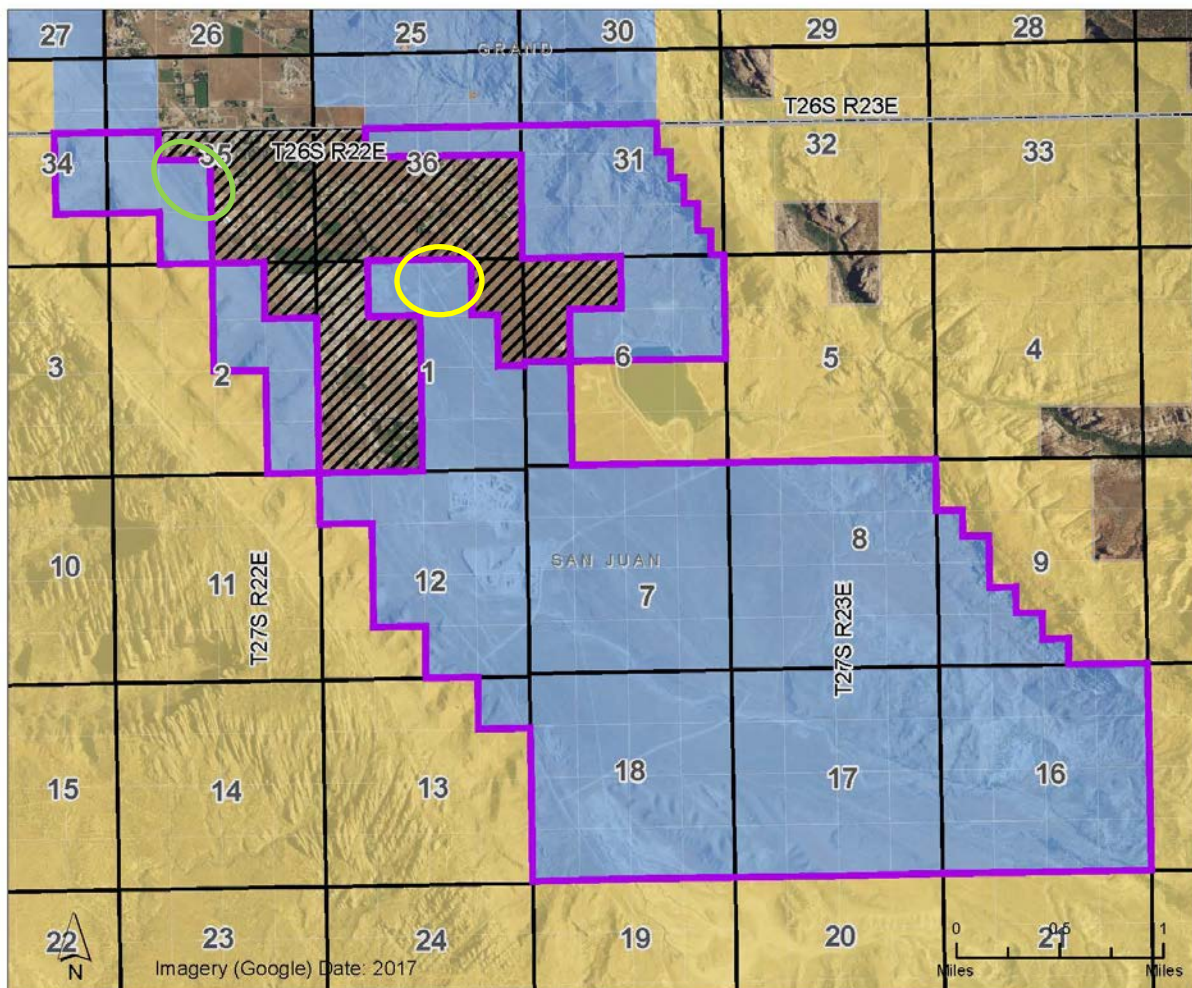 27 26 25 30 29 28
GRAND
T26S R23E
34 35 T26S R22E 36 31 32 33
3 2 1 6 5 4
10 11 12 7 8 9
SAN JUAN
T27S R22E
T27S R23E
15 14 13 18 17 16
22 23 24 19 20 21
0 0.5 1
Miles Miles
N
Imagery (Google) Date: 2017